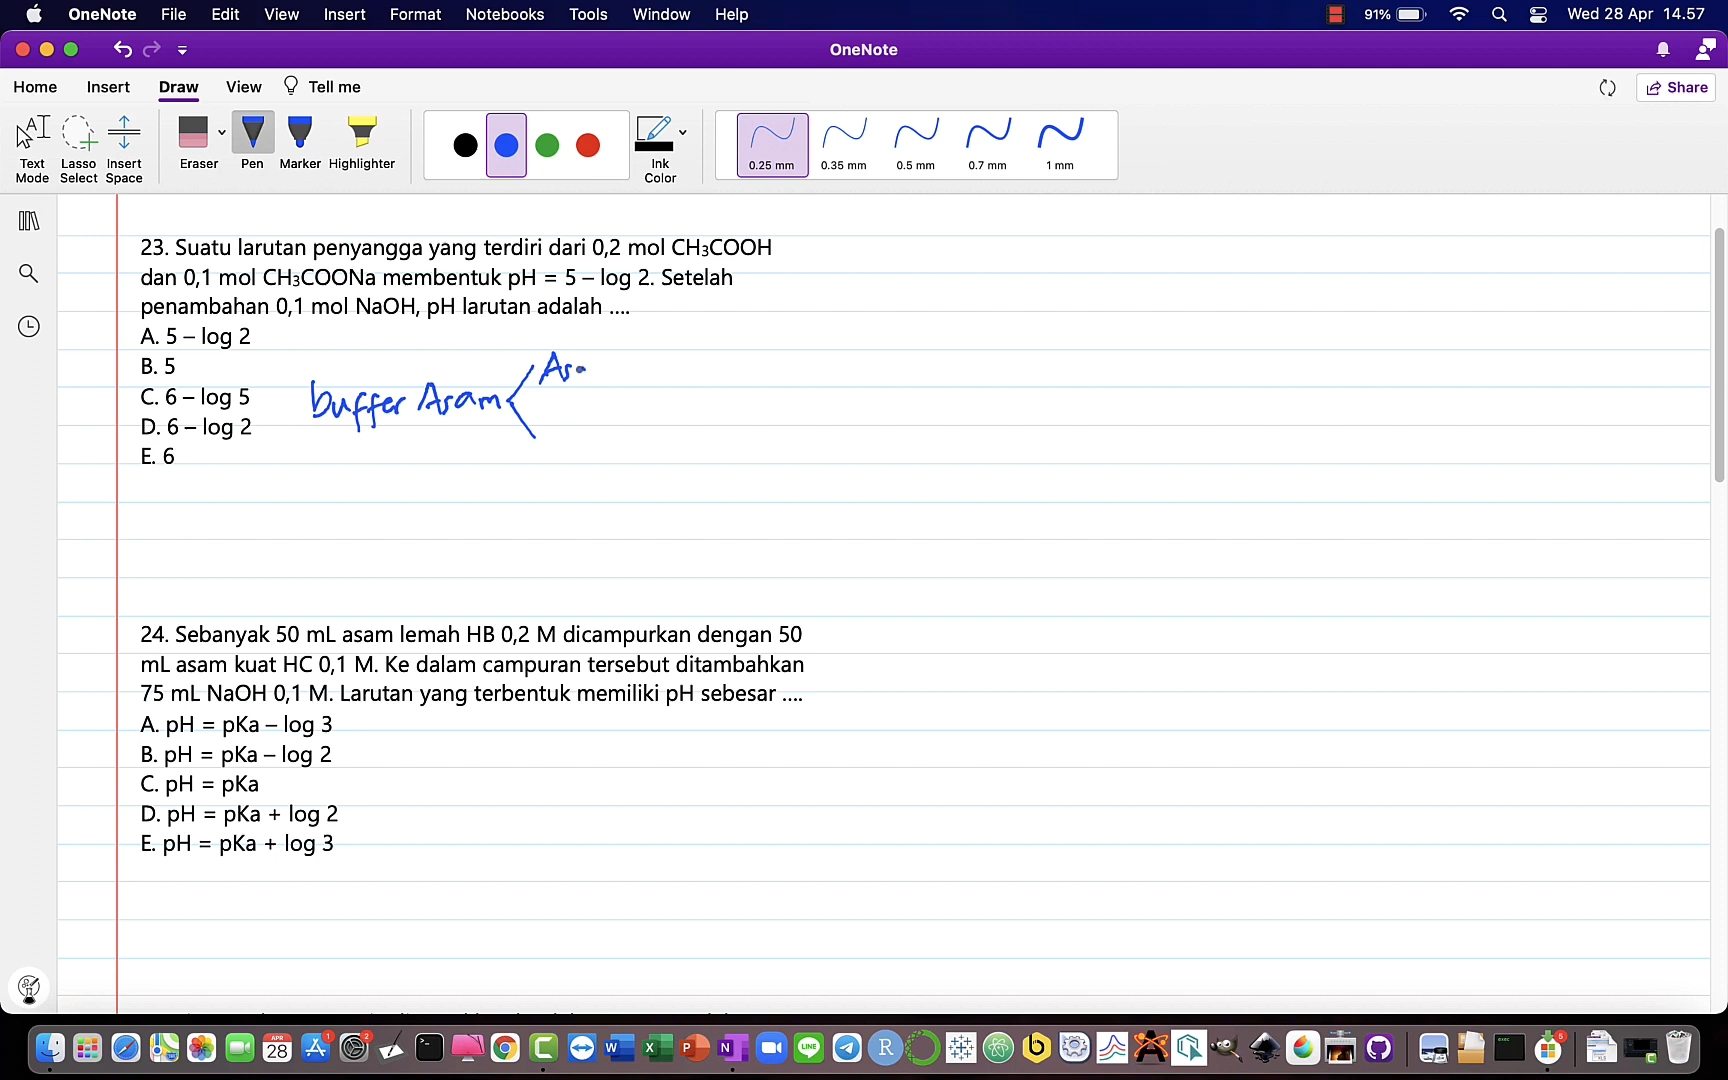 OneNote File Edit View Insert Format Notebooks Tools Window Help 91% Wed 28 Apr 14.57
OneNote
Home Insert Draw View Tell me Share
Text Mode Lasso Select Insert Space Eraser Pen Marker Highlighter Ink Color 0.25 mm 0.35 mm 0.5 mm 0.7 mm 1 mm
23. Suatu larutan penyangga yang terdiri dari 0,2 mol CH₃COOH
dan 0,1 mol CH₃COONa membentuk pH = 5 – log 2. Setelah
penambahan 0,1 mol NaOH, pH larutan adalah ....
A. 5 – log 2
B. 5
C. 6 – log 5
D. 6 – log 2
E. 6
buffer Asam
As
24. Sebanyak 50 mL asam lemah HB 0,2 M dicampurkan dengan 50
mL asam kuat HC 0,1 M. Ke dalam campuran tersebut ditambahkan
75 mL NaOH 0,1 M. Larutan yang terbentuk memiliki pH sebesar ....
A. pH = pKa – log 3
B. pH = pKa – log 2
C. pH = pKa
D. pH = pKa + log 2
E. pH = pKa + log 3
APR
28
1
2
5